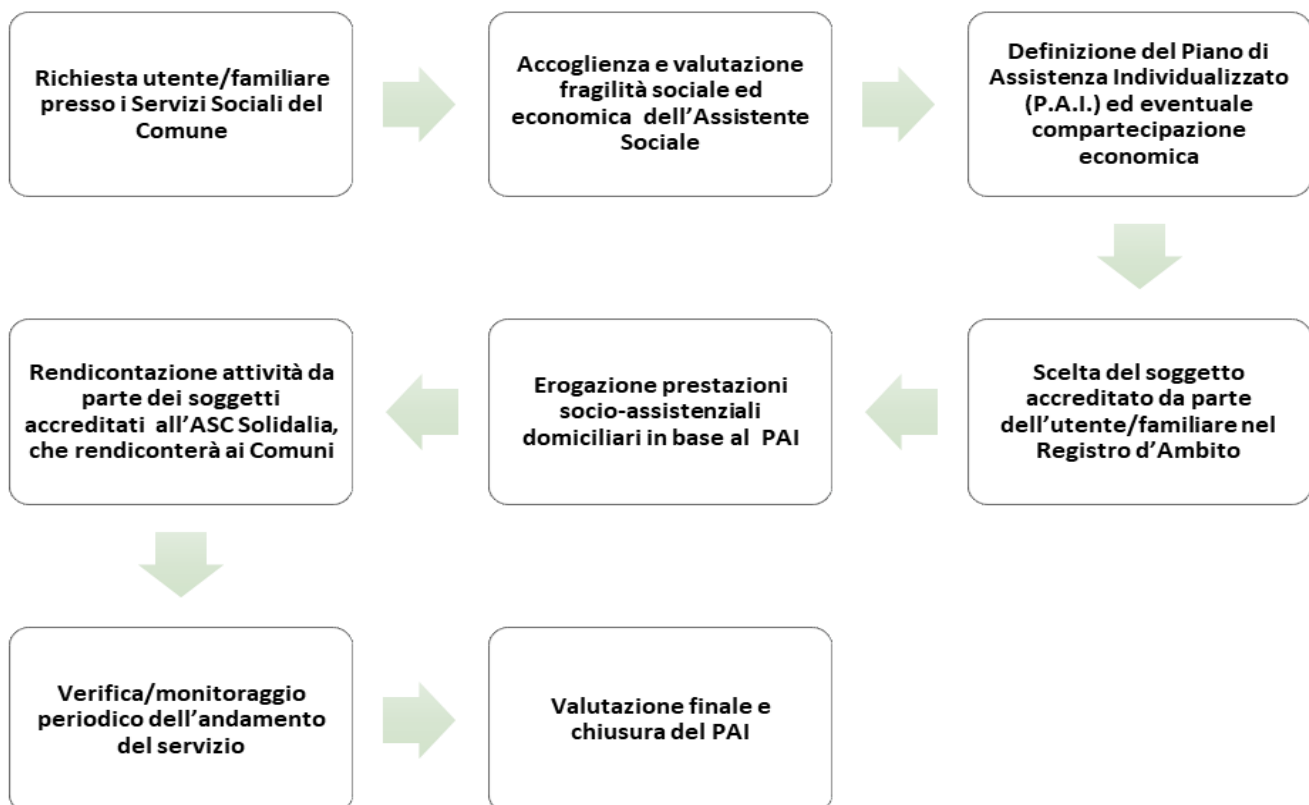 Richiesta utente/familiare
presso i Servizi Sociali del
Comune
Accoglienza e valutazione
fragilità sociale ed
economica dell'Assistente
Sociale
Definizione del Piano di
Assistenza Individualizzato
(P.A.I.) ed eventuale
compartecipazione
economica
Scelta del soggetto
accreditato da parte
dell'utente/familiare nel
Registro d'Ambito
Erogazione prestazioni
socio-assistenziali
domiciliari in base al PAI
Rendicontazione attività da
parte dei soggetti
accreditati all'ASC Solidalia,
che rendiconterà ai Comuni
Verifica/monitoraggio
periodico dell'andamento
del servizio
Valutazione finale e
chiusura del PAI